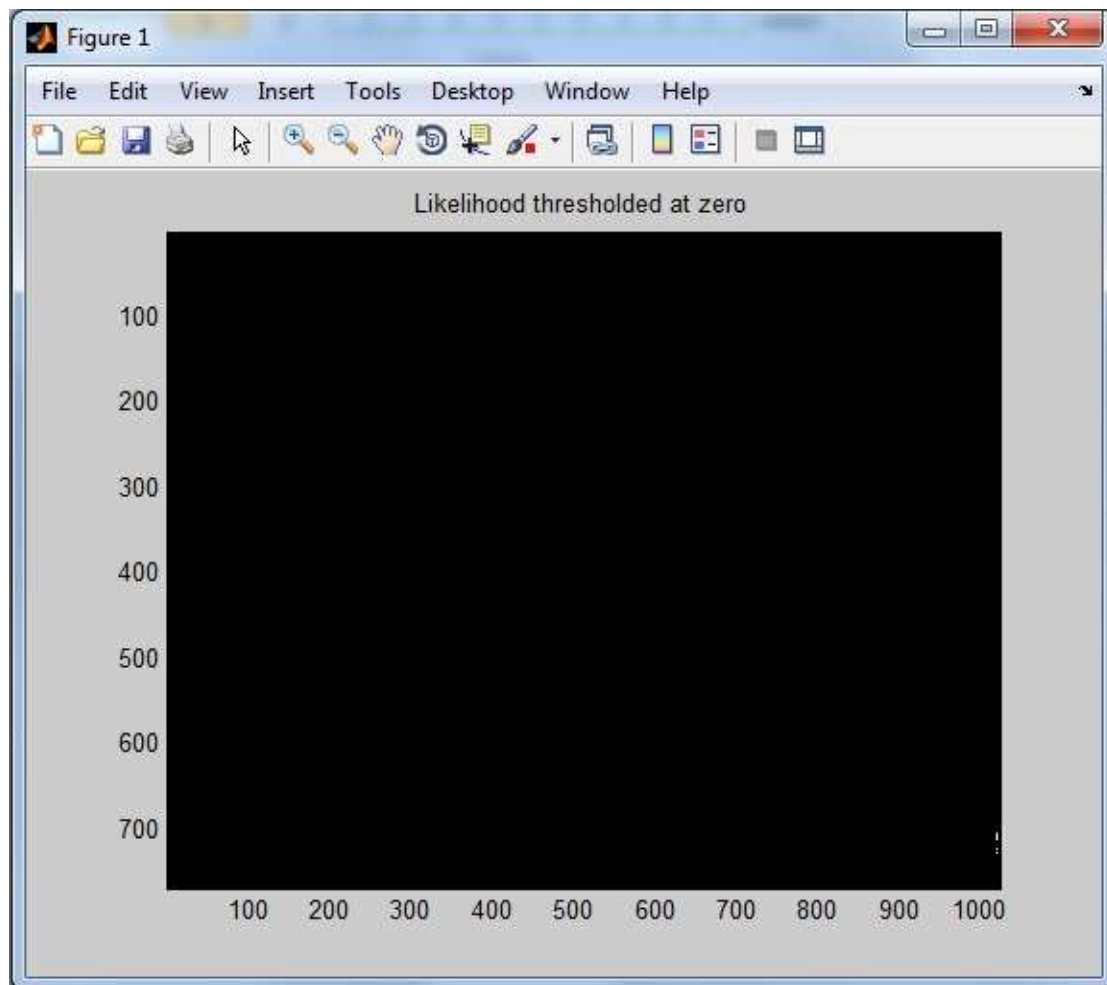 Figure 1
File Edit View Insert Tools Desktop Window Help
Likelihood thresholded at zero
100
200
300
400
500
600
700
100 200 300 400 500 600 700 800 900 1000